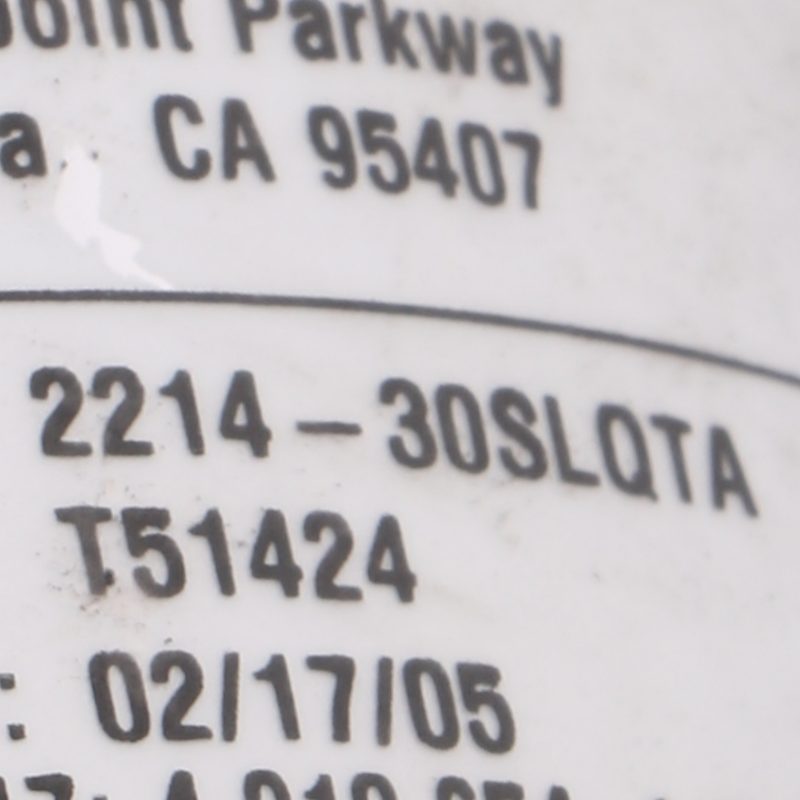 Parkway
CA 95407
2214-30SLQTA
T51424
: 02/17/05